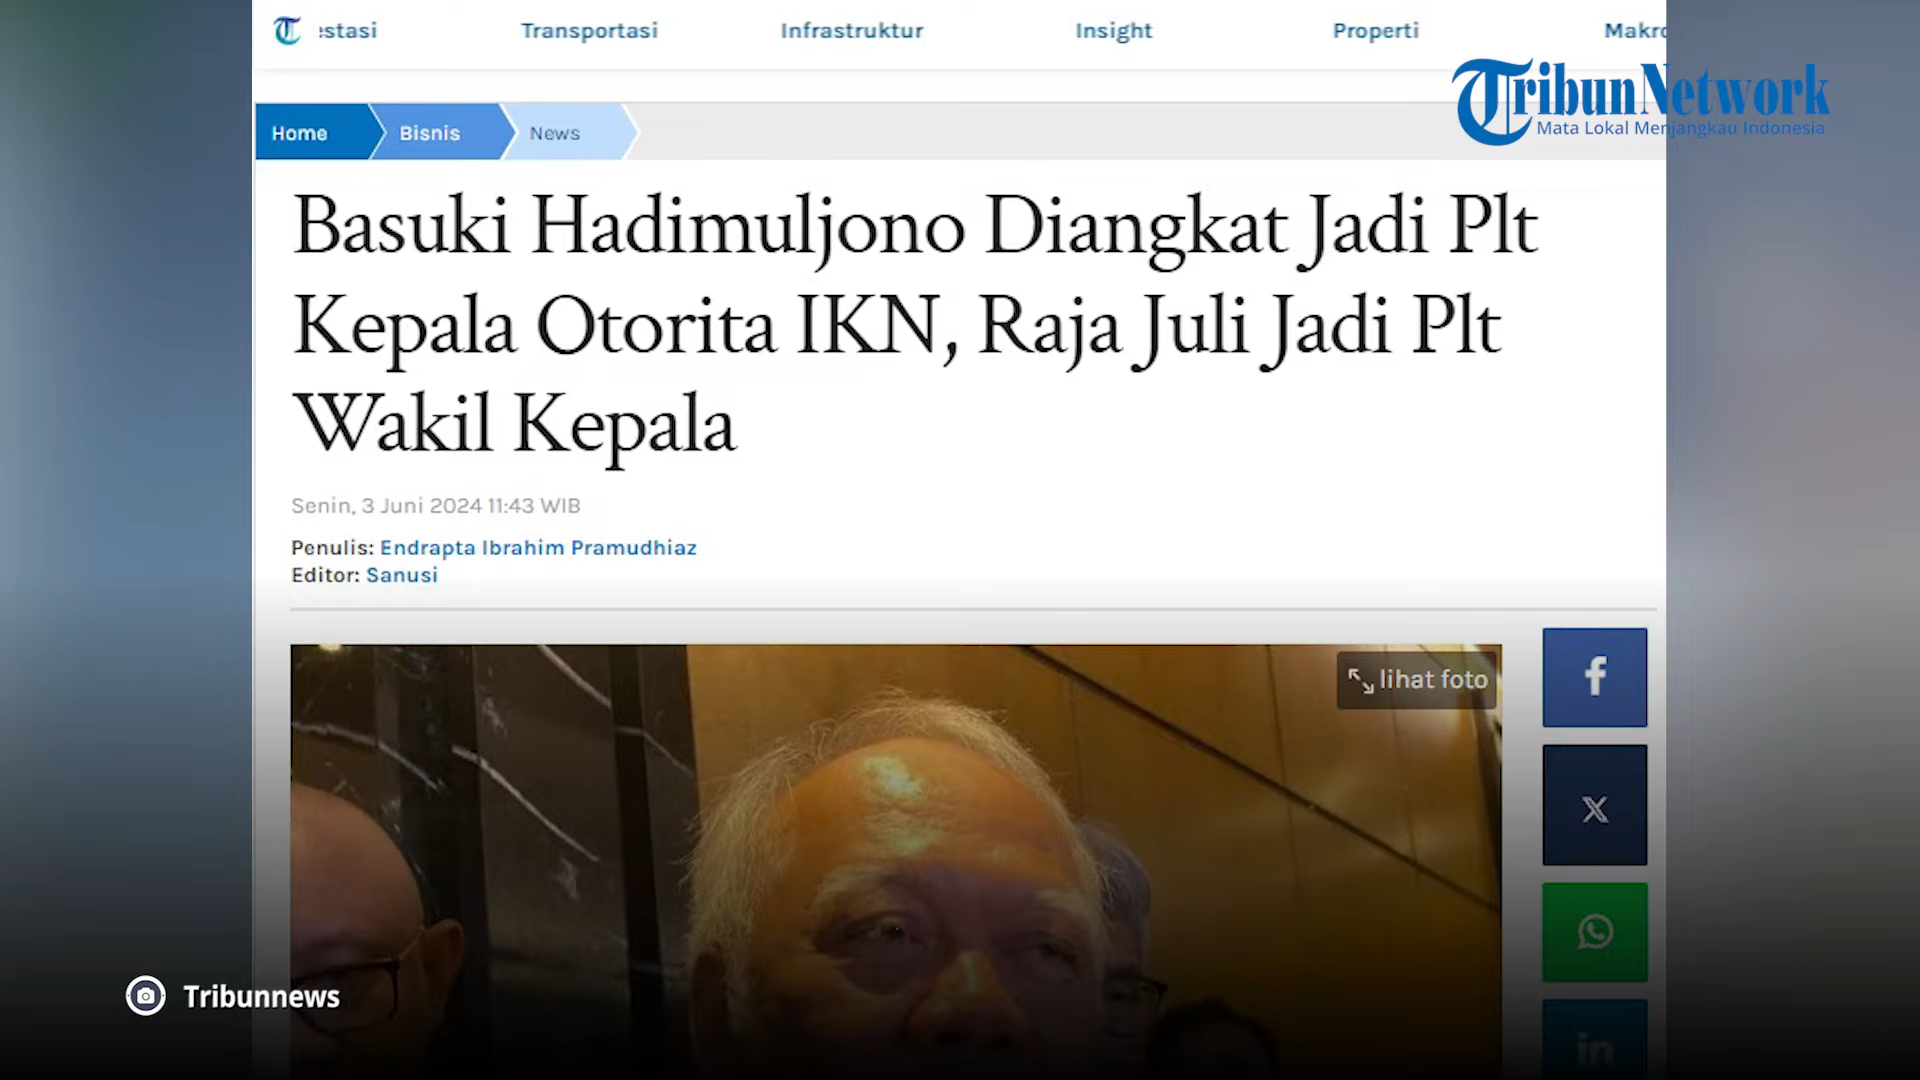 estasi Transportasi Infrastruktur Insight Properti Makro
TribunNetwork
Mata Lokal Menjangkau Indonesia
Home Bisnis News
Basuki Hadimuljono Diangkat Jadi Plt
Kepala Otorita IKN, Raja Juli Jadi Plt
Wakil Kepala
Senin, 3 Juni 2024 11:43 WIB
Penulis: Endrapta Ibrahim Pramudhiaz
Editor: Sanusi
lihat foto
Tribunnews